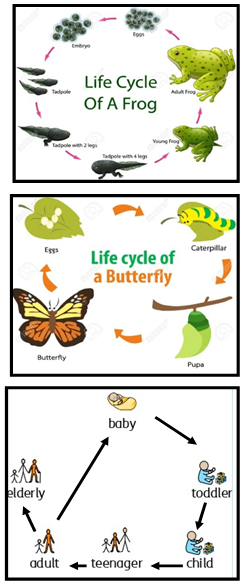 Eggs
Embryo
Tadpole
Life Cycle
Of A Frog
Adult Frog
Tadpole with 2 legs
Tadpole with 4 legs
Young Frog
Eggs
Caterpillar
Life cycle of
a Butterfly
Butterfly
Pupa
baby
elderly
toddler
adult
teenager
child